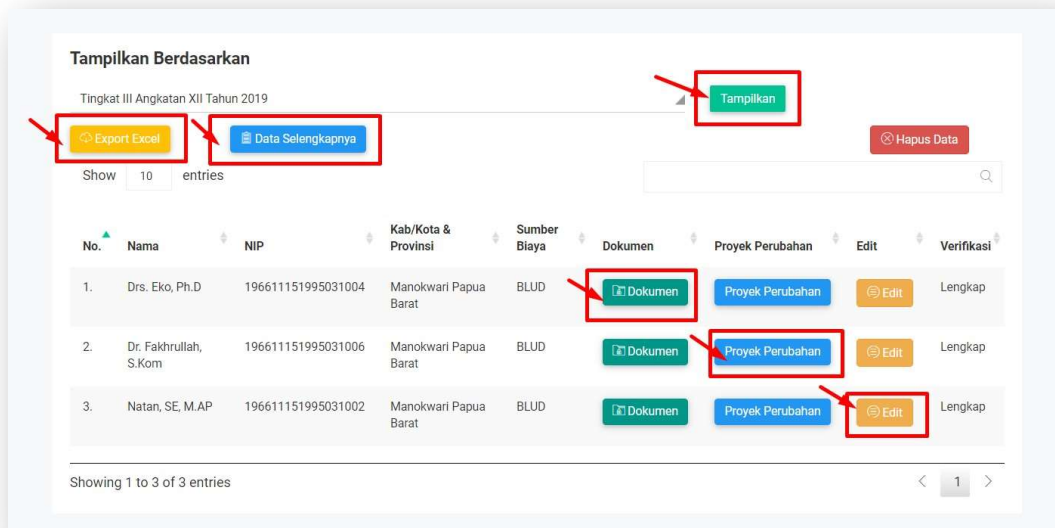 Tampilkan Berdasarkan
Tingkat III Angkatan XII Tahun 2019
Tampilkan
Export Excel
Data Selengkapnya
Hapus Data
Show 10 entries
No. Nama NIP Kab/Kota & Provinsi Sumber Biaya Dokumen Proyek Perubahan Edit Verifikasi
1. Drs. Eko, Ph.D 196611151995031004 Manokwari Papua Barat BLUD Dokumen Proyek Perubahan Edit Lengkap
2. Dr. Fakhrullah, S.Kom 196611151995031006 Manokwari Papua Barat BLUD Dokumen Proyek Perubahan Edit Lengkap
3. Natan, SE, M.AP 196611151995031002 Manokwari Papua Barat BLUD Dokumen Proyek Perubahan Edit Lengkap
Showing 1 to 3 of 3 entries
< 1 >